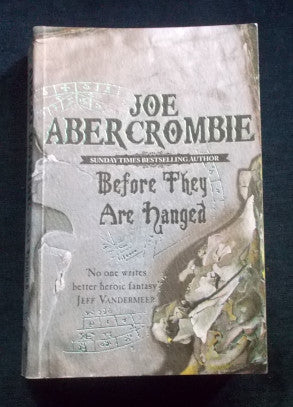 JOE
ABERCROMBIE
SUNDAY TIMES BESTSELLING AUTHOR
Before They
Are Hanged
'No one writes
better heroic fantasy'
JEFF VANDERMEER